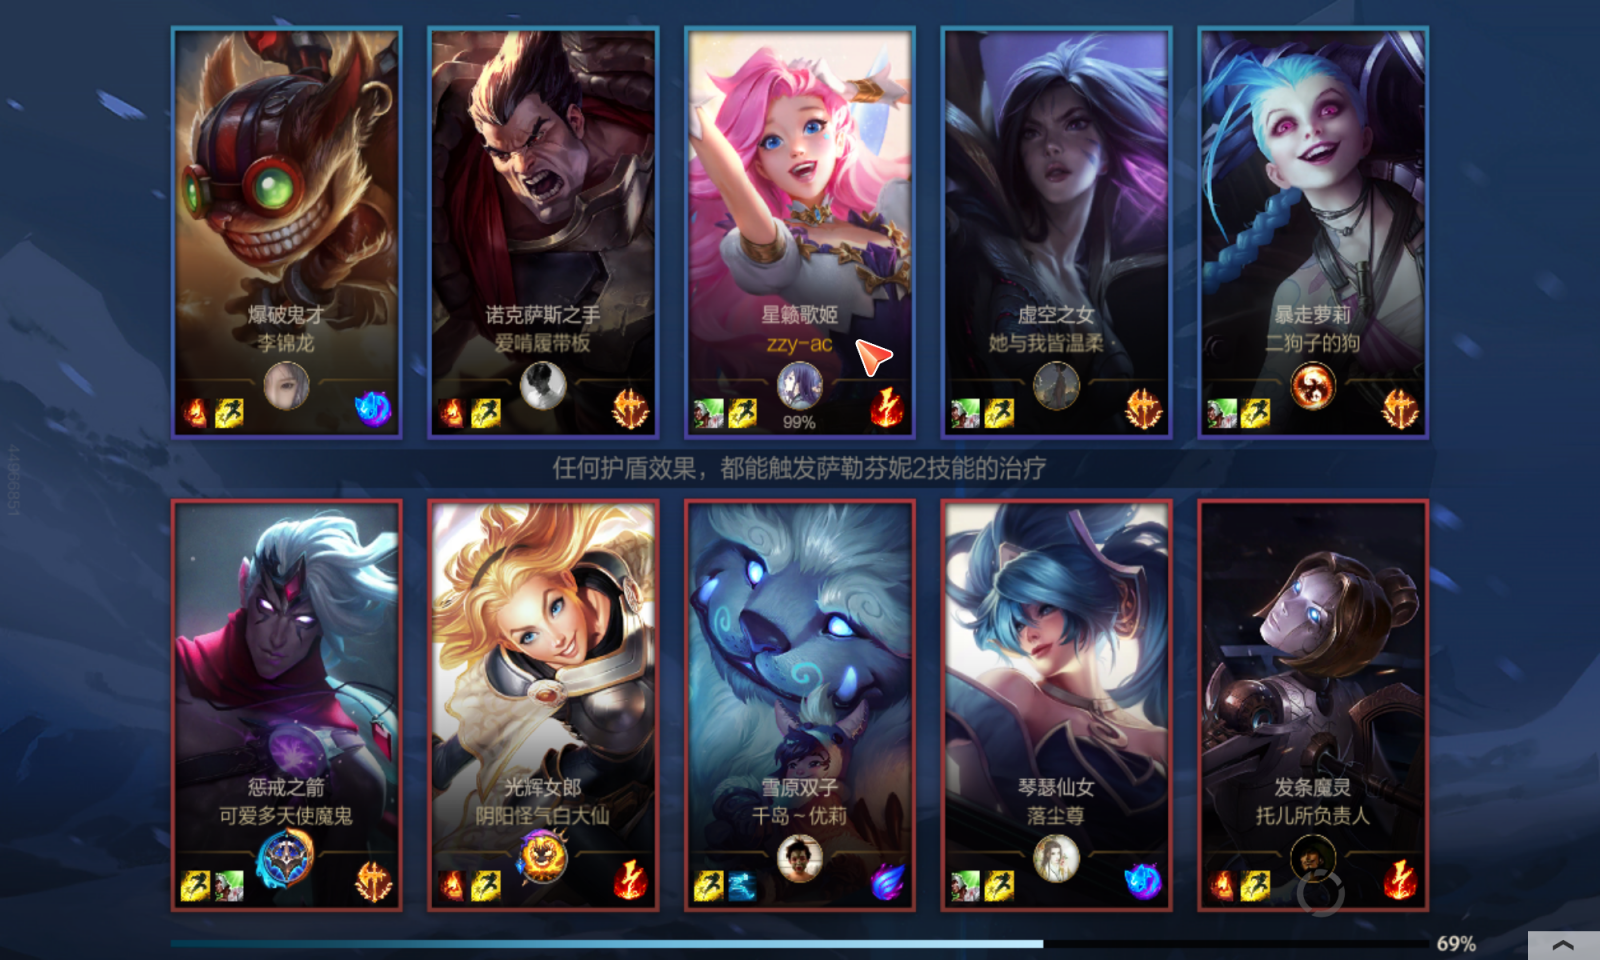 爆破鬼才
李锦龙
诺克萨斯之手
爱啃履带板
星籁歌姬
zzy-ac
99%
虚空之女
她与我皆温柔
暴走萝莉
二狗子的狗
任何护盾效果，都能触发萨勒芬妮2技能的治疗
惩戒之箭
可爱多天使魔鬼
光辉女郎
阴阳怪气白大仙
雪原双子
千岛~优莉
琴瑟仙女
落尘尊
发条魔灵
托儿所负责人
69%